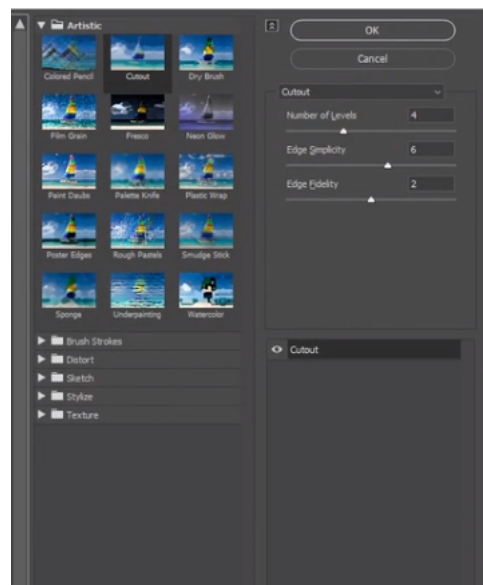 Artistic
Colored Pencil
Cutout
Dry Brush
Film Grain
Fresco
Neon Glow
Paint Daubs
Palette Knife
Plastic Wrap
Poster Edges
Rough Pastels
Smudge Stick
Sponge
Underpainting
Watercolor
Brush Strokes
Distort
Sketch
Stylize
Texture
OK
Cancel
Cutout
Number of Levels 4
Edge Simplicity 6
Edge Fidelity 2
Cutout